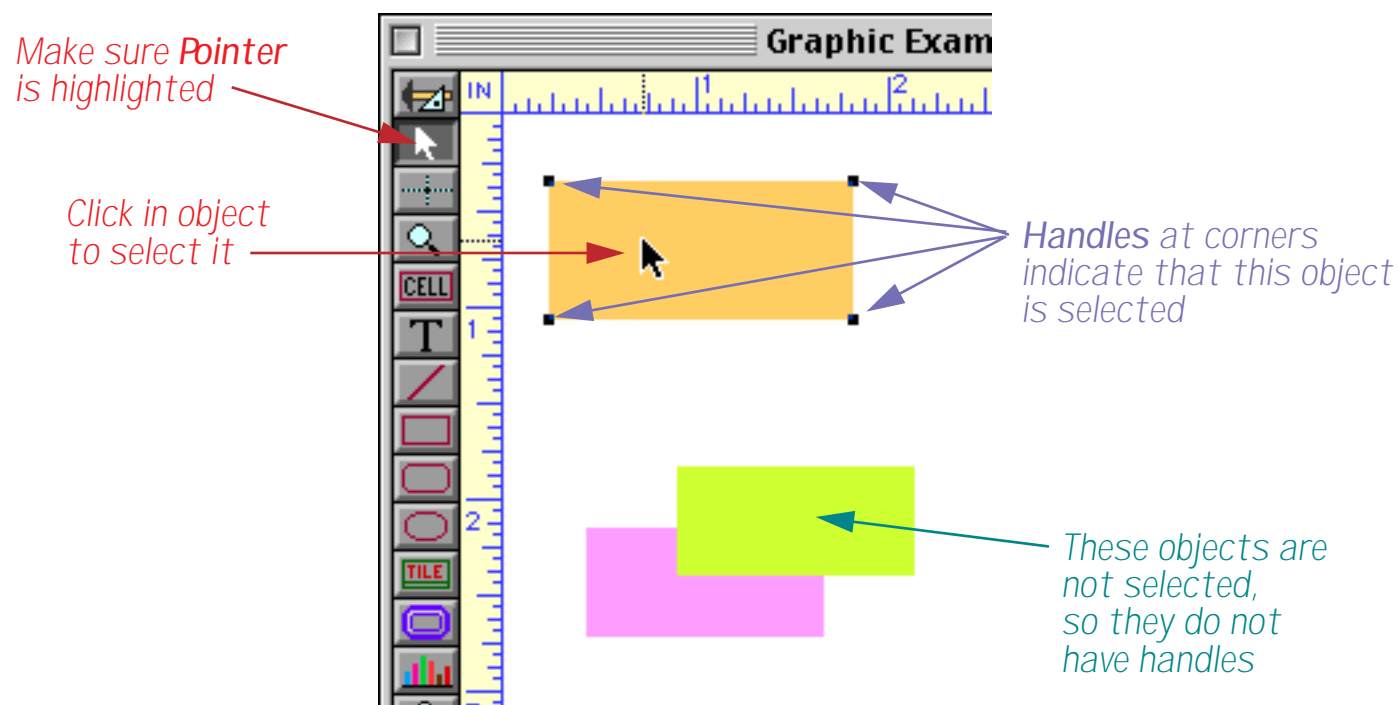 Graphic Exam
Make sure Pointer
is highlighted
IN
1
2
Click in object
to select it
CELL
T
1
Handles at corners
indicate that this object
is selected
2
TILE
These objects are
not selected,
so they do not
have handles